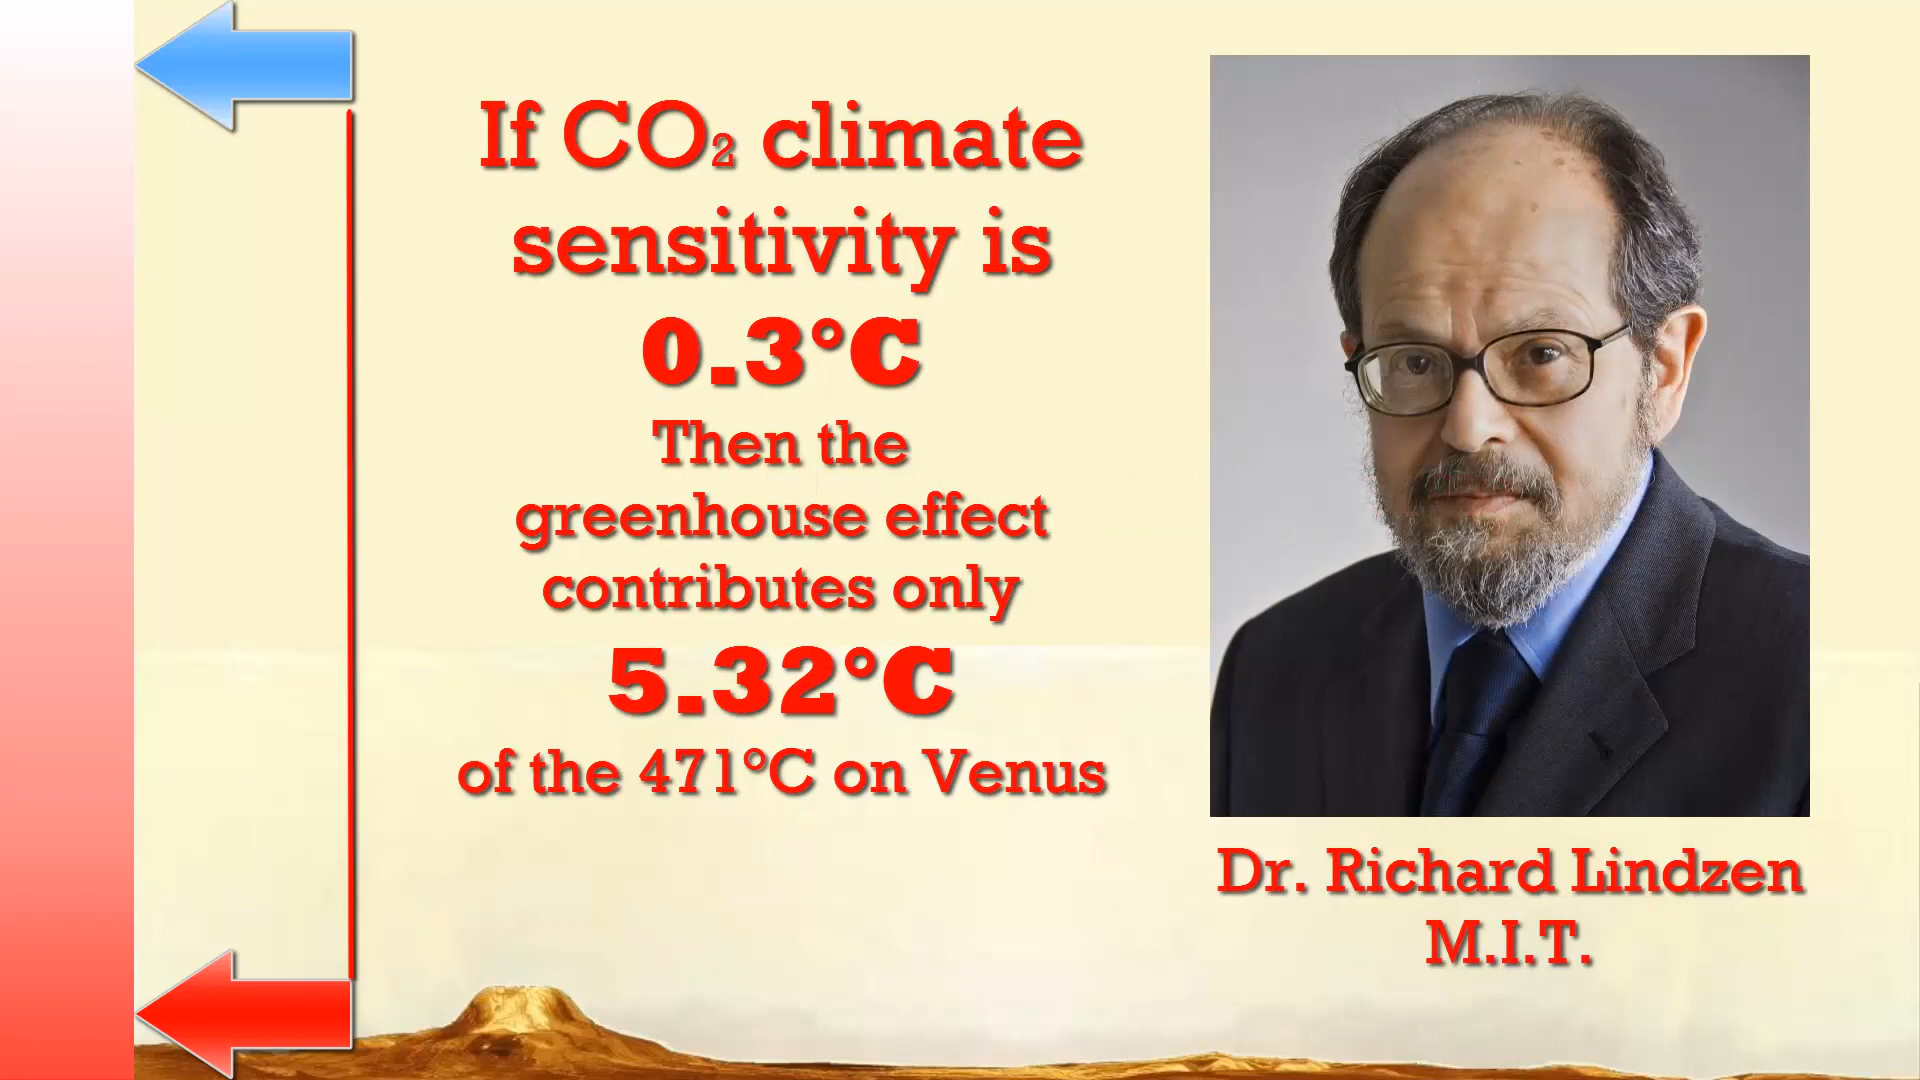 If CO₂ climate
sensitivity is
0.3°C
Then the
greenhouse effect
contributes only
5.32°C
of the 471°C on Venus
Dr. Richard Lindzen
M.I.T.